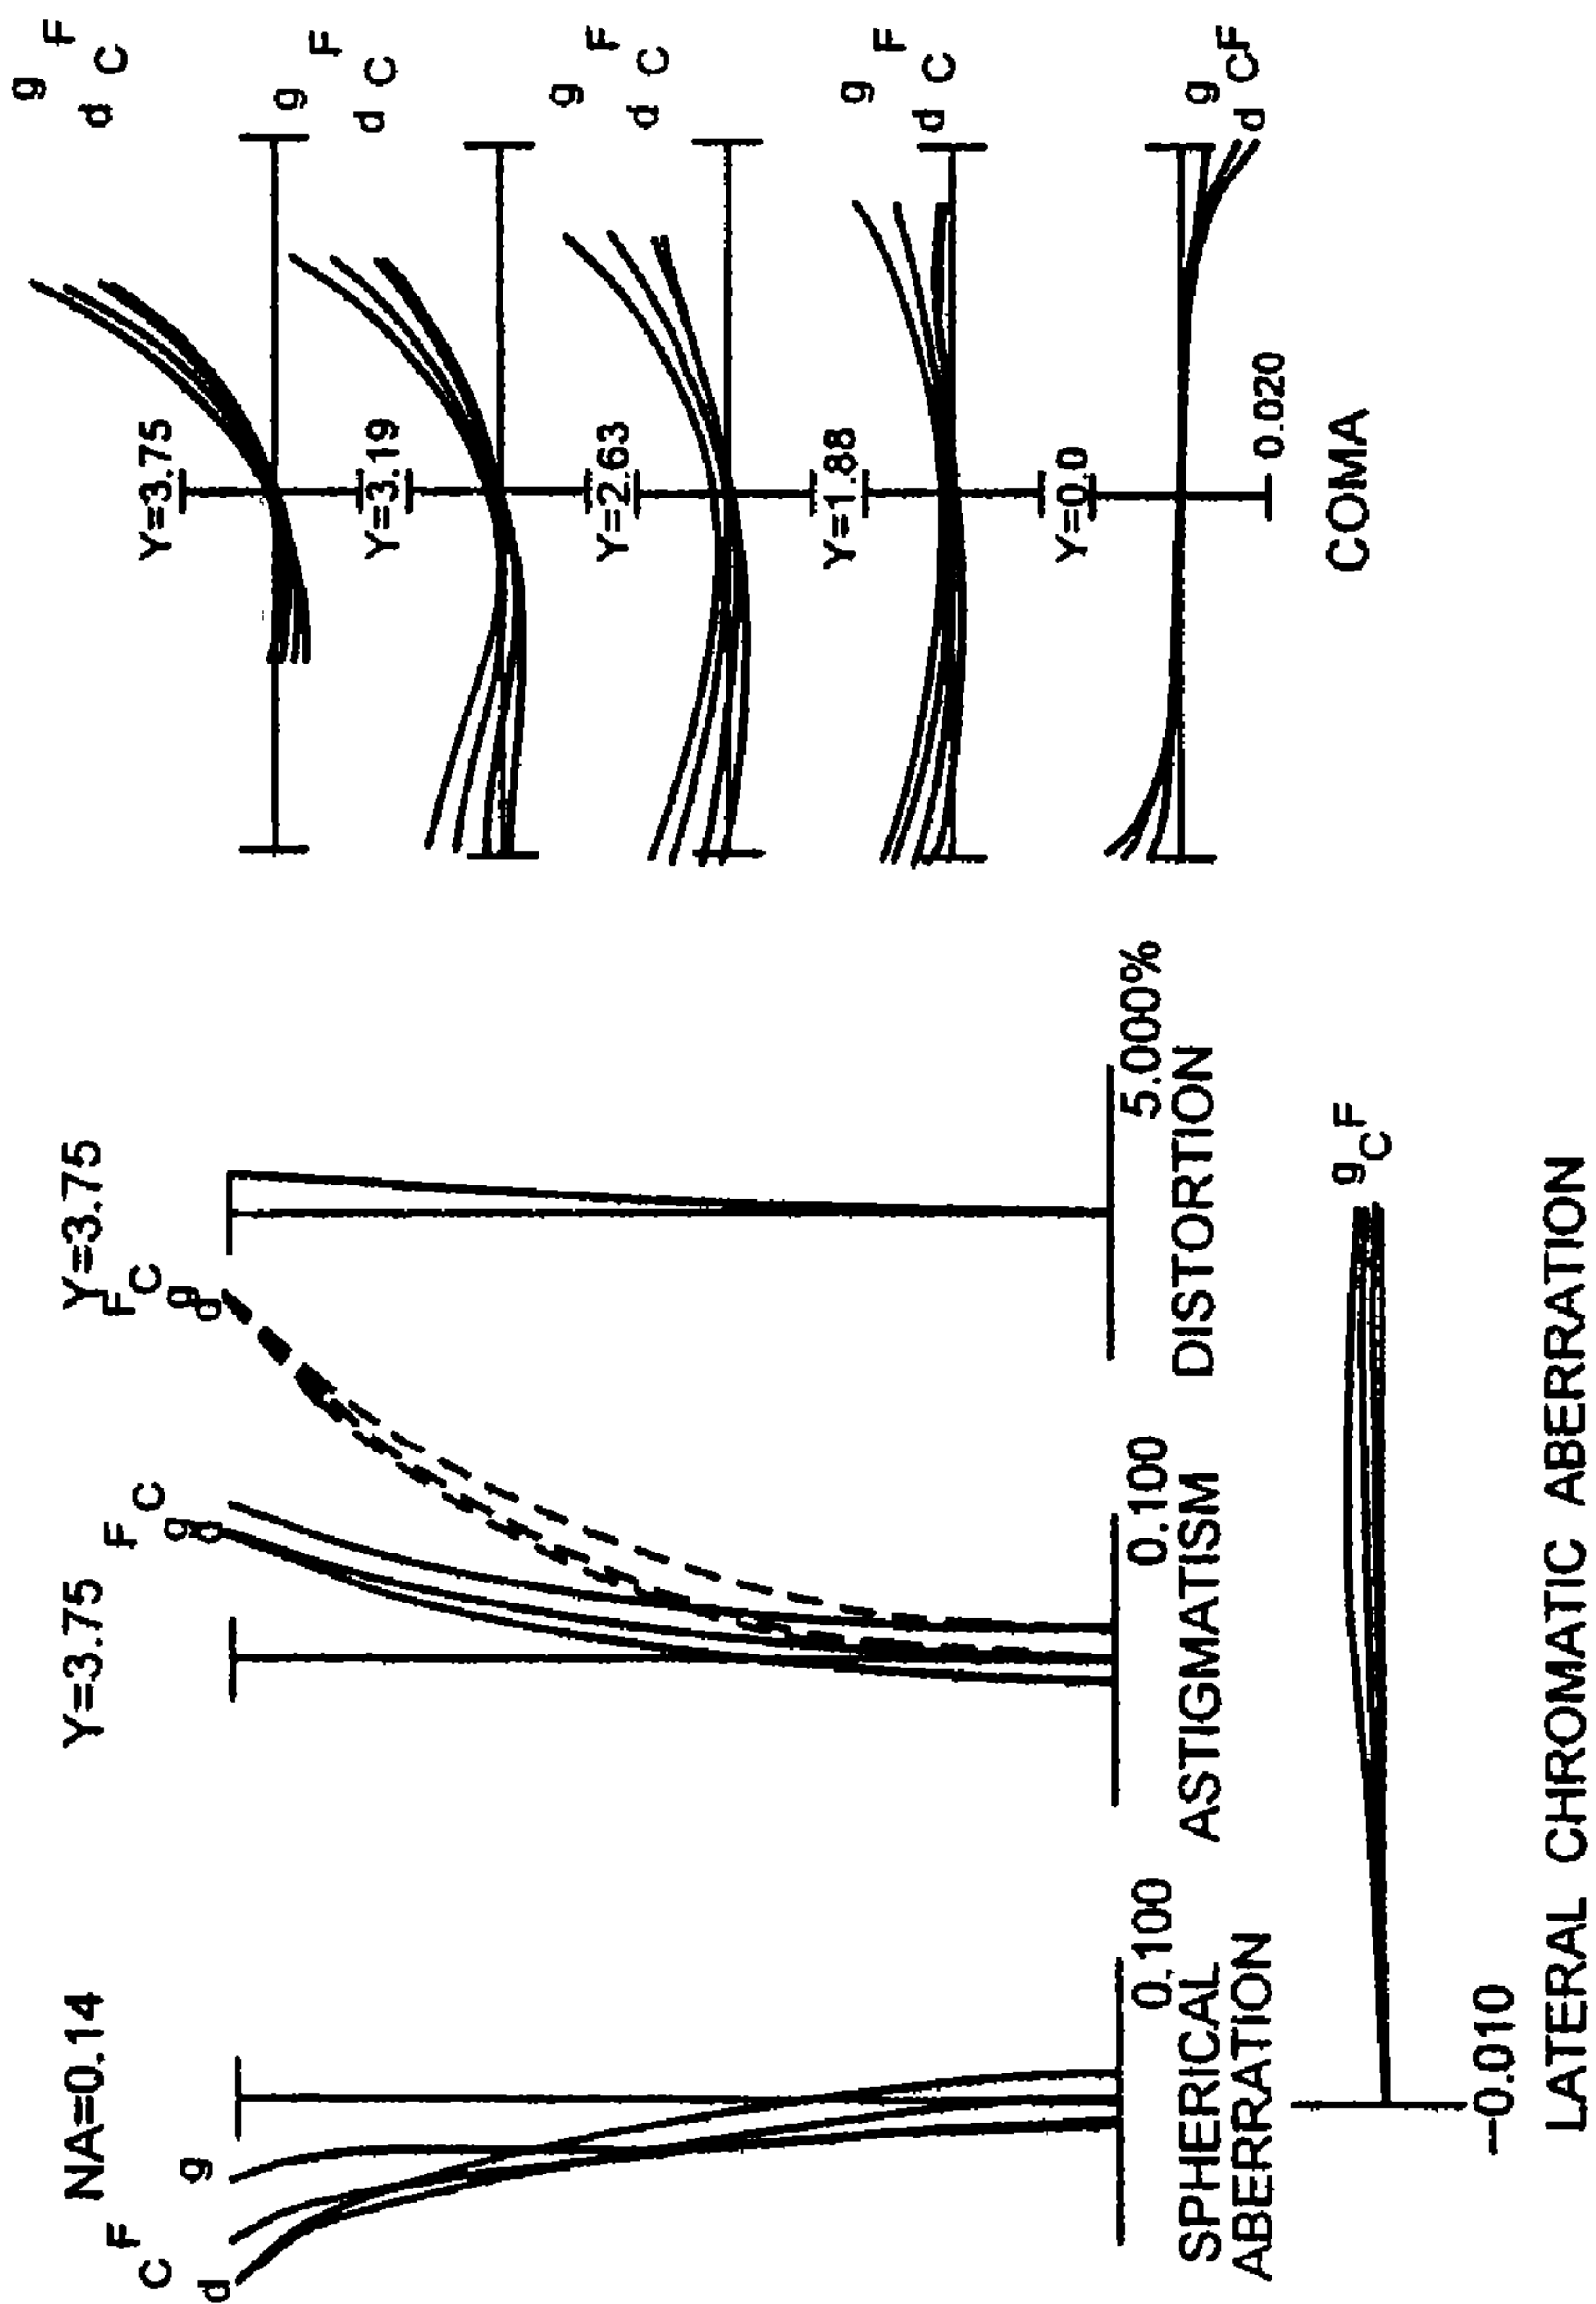 NA=0.14
C
F
d
g
0.100
SPHERICAL
ABERRATION
Y=3.75
F
C
g
d
0.100
ASTIGMATISM
Y=3.75
F
C
g
d
5.000%
DISTORTION
Y=3.75
g
F
d
C
Y=3.19
g
F
d
C
Y=2.63
g
F
d
C
Y=1.88
g
F
d
C
Y=0.0
g
F
d
C
0.020
COMA
g
C
F
-0.010
LATERAL CHROMATIC ABERRATION